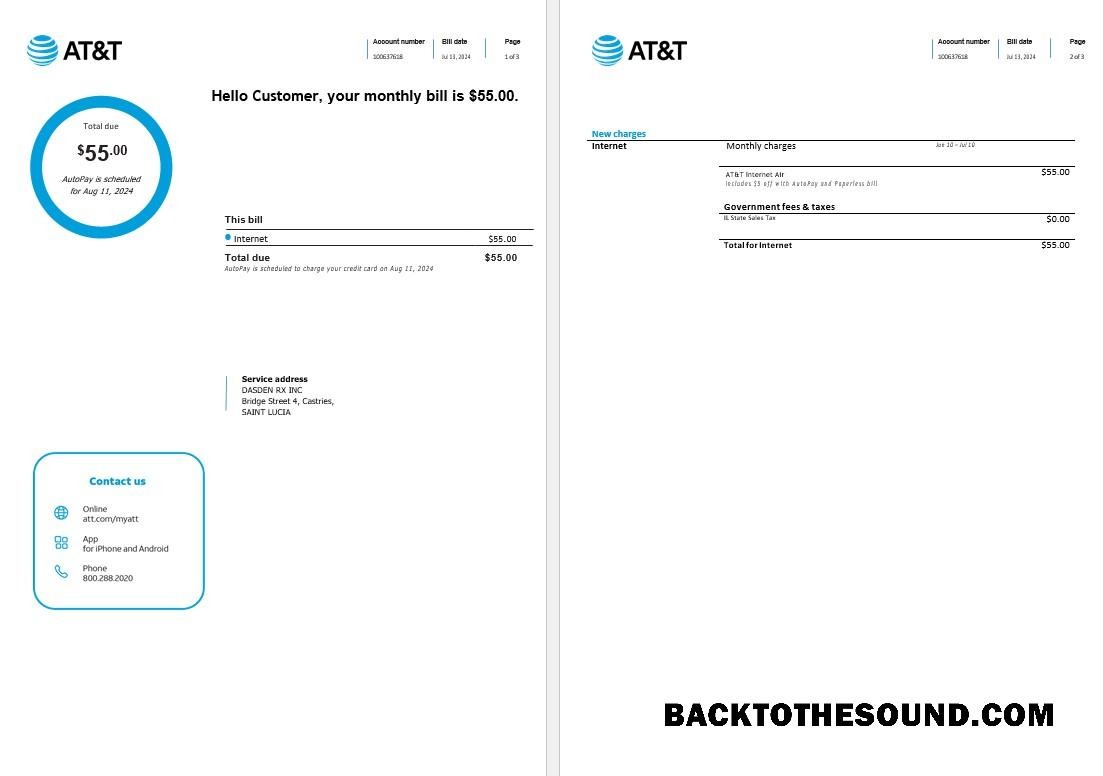 AT&T
Account number Bill date Page
100637618 Jul 13, 2024 1 of 3
Hello Customer, your monthly bill is $55.00.
Total due
$55.00
AutoPay is scheduled
for Aug 11, 2024
This bill
Internet $55.00
Total due $55.00
AutoPay is scheduled to charge your credit card on Aug 11, 2024
Service address
DASDEN RX INC
Bridge Street 4, Castries,
SAINT LUCIA
Contact us
Online
att.com/myatt
App
for iPhone and Android
Phone
800.288.2020
AT&T
Account number Bill date Page
100637618 Jul 13, 2024 2 of 3
New charges
Internet Monthly charges Jun 10 – Jul 10
AT&T Internet Air $55.00
Includes $5 off with AutoPay and Paperless bill
Government fees & taxes
IL State Sales Tax $0.00
Total for Internet $55.00
BACKTOTHESOUND.COM